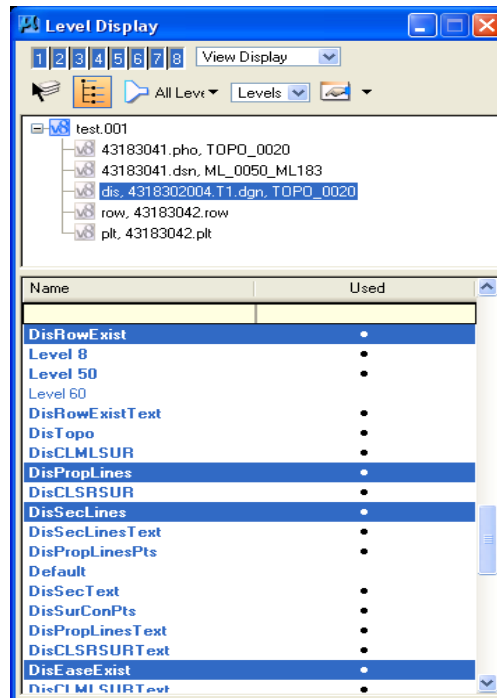 Level Display
1 2 3 4 5 6 7 8 View Display
All Leve Levels
test.001
43183041.pho, TOPO_0020
43183041.dsn, ML_0050_ML183
dis, 4318302004.T1.dgn, TOPO_0020
row, 43183042.row
plt, 43183042.plt
Name Used
DisRowExist
Level 8
Level 50
Level 60
DisRowExistText
DisTopo
DisCLMLSUR
DisPropLines
DisCLSRSUR
DisSecLines
DisSecLinesText
DisPropLinesPts
Default
DisSecText
DisSurConPts
DisPropLinesText
DisCLSRSURText
DisEaseExist
DisCLMLSURText